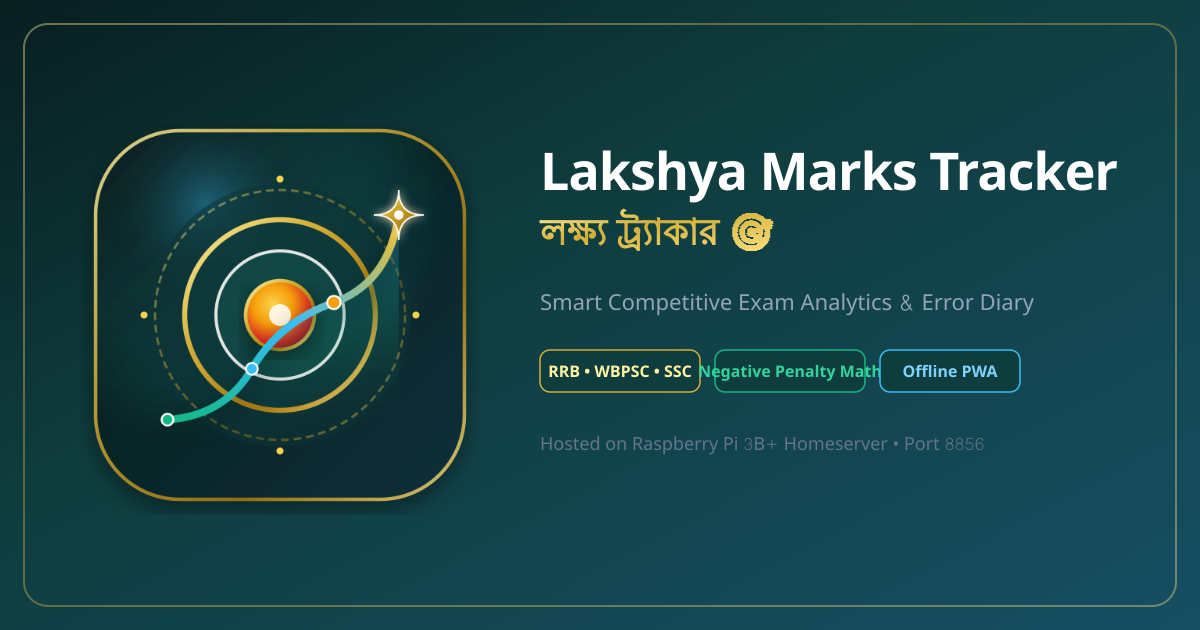 Lakshya Marks Tracker
লক্ষ্য ট্র্যাকার 🎯
Smart Competitive Exam Analytics & Error Diary
RRB • WBPSC • SSC
Negative Penalty Math
Offline PWA
Hosted on Raspberry Pi 3B+ Homeserver • Port 8856